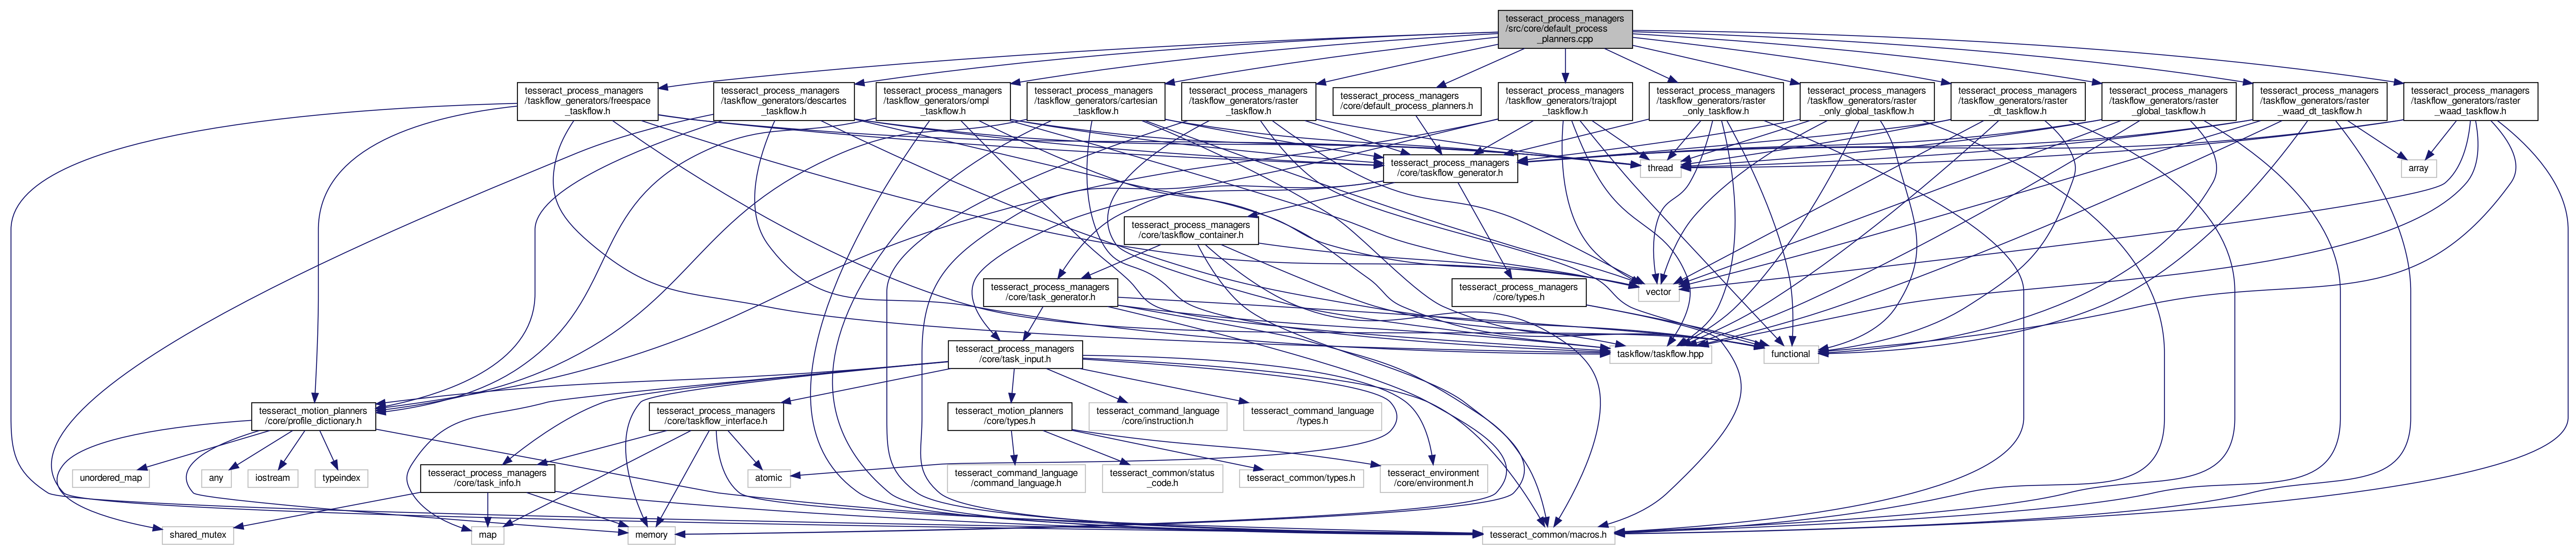 tesseract_process_managers
/src/core/default_process
_planners.cpp
tesseract_process_managers
/taskflow_generators/freespace
_taskflow.h
tesseract_process_managers
/taskflow_generators/descartes
_taskflow.h
tesseract_process_managers
/taskflow_generators/ompl
_taskflow.h
tesseract_process_managers
/taskflow_generators/cartesian
_taskflow.h
tesseract_process_managers
/taskflow_generators/raster
_taskflow.h
tesseract_process_managers
/core/default_process_planners.h
tesseract_process_managers
/taskflow_generators/trajopt
_taskflow.h
tesseract_process_managers
/taskflow_generators/raster
_only_taskflow.h
tesseract_process_managers
/taskflow_generators/raster
_only_global_taskflow.h
tesseract_process_managers
/taskflow_generators/raster
_dt_taskflow.h
tesseract_process_managers
/taskflow_generators/raster
_global_taskflow.h
tesseract_process_managers
/taskflow_generators/raster
_waad_dt_taskflow.h
tesseract_process_managers
/taskflow_generators/raster
_waad_taskflow.h
tesseract_process_managers
/core/taskflow_generator.h
thread
array
tesseract_process_managers
/core/taskflow_container.h
tesseract_process_managers
/core/task_generator.h
tesseract_process_managers
/core/types.h
vector
tesseract_process_managers
/core/task_input.h
taskflow/taskflow.hpp
functional
tesseract_motion_planners
/core/profile_dictionary.h
tesseract_process_managers
/core/taskflow_interface.h
tesseract_motion_planners
/core/types.h
tesseract_command_language
/core/instruction.h
tesseract_command_language
/types.h
unordered_map
any
iostream
typeindex
tesseract_process_managers
/core/task_info.h
atomic
tesseract_command_language
/command_language.h
tesseract_common/status
_code.h
tesseract_common/types.h
tesseract_environment
/core/environment.h
shared_mutex
map
memory
tesseract_common/macros.h